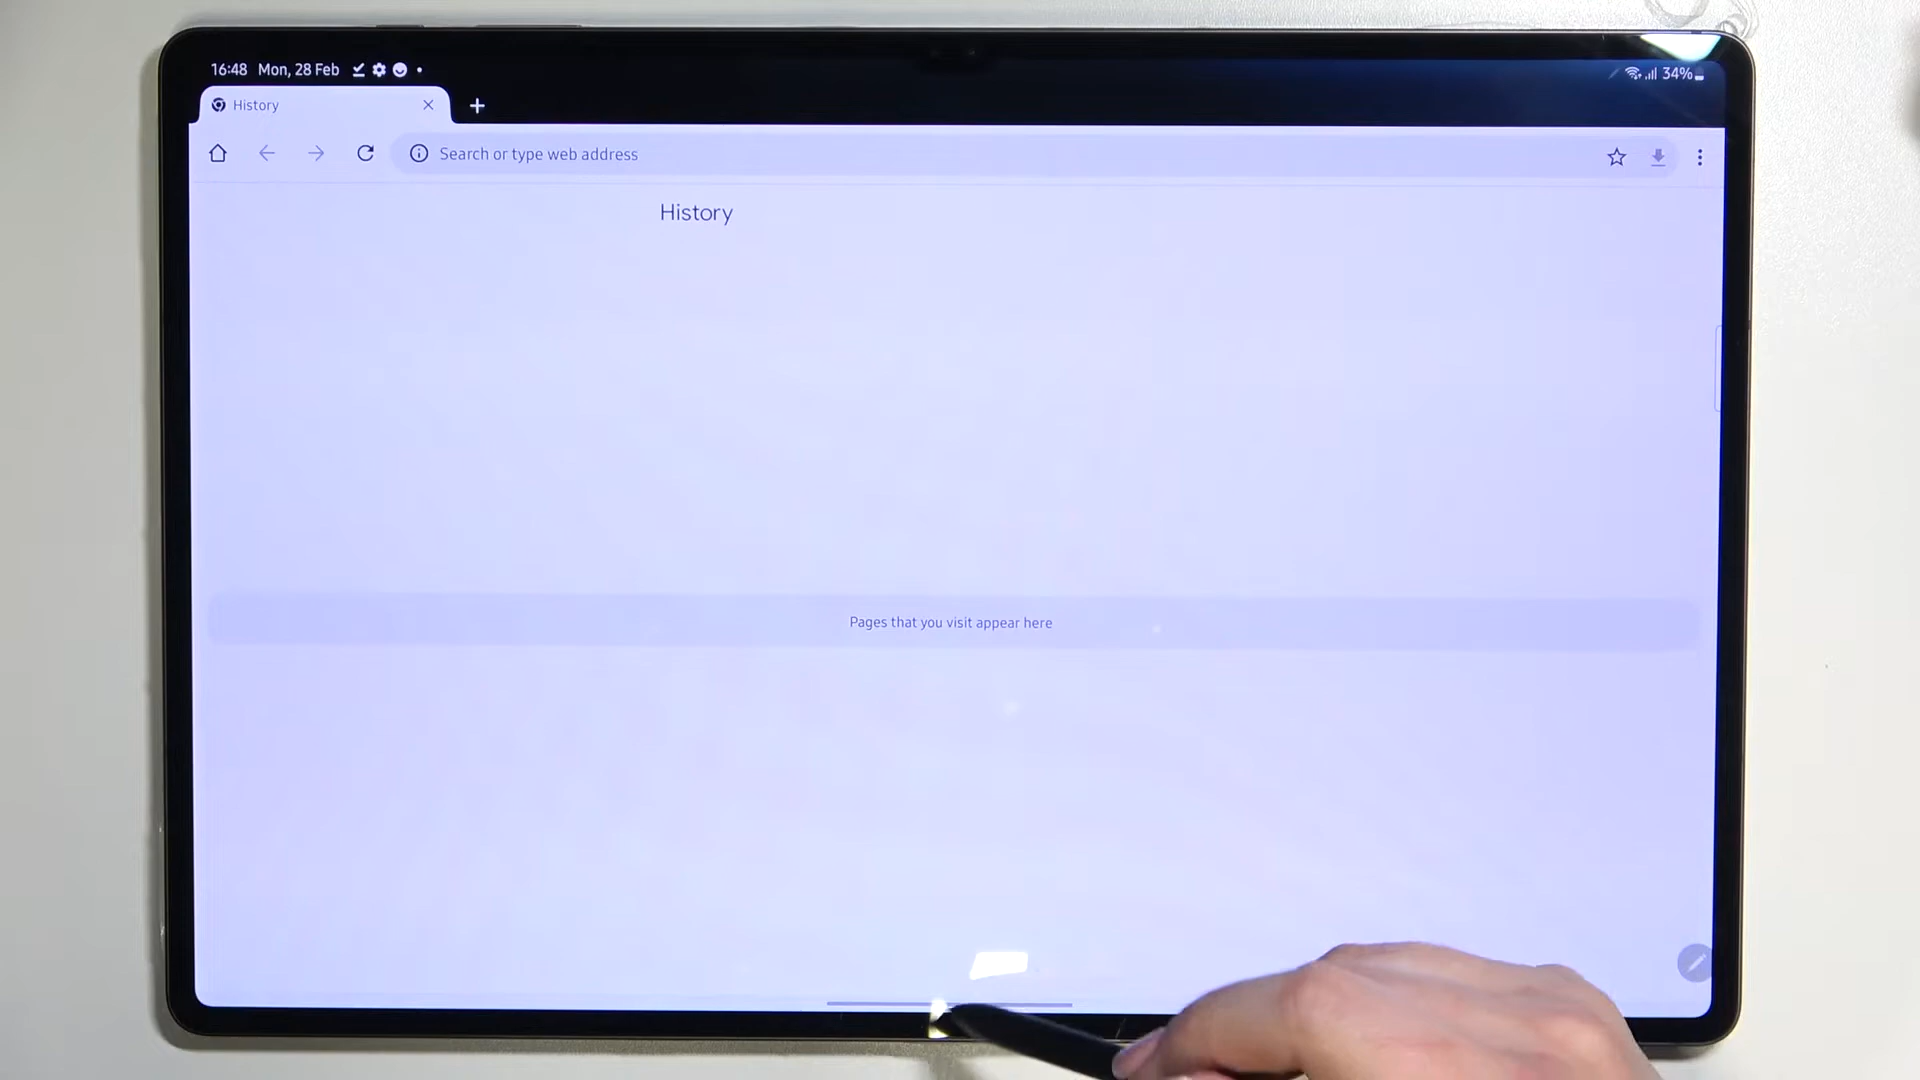 16:48 Mon, 28 Feb
34%
History
Search or type web address
History
Pages that you visit appear here